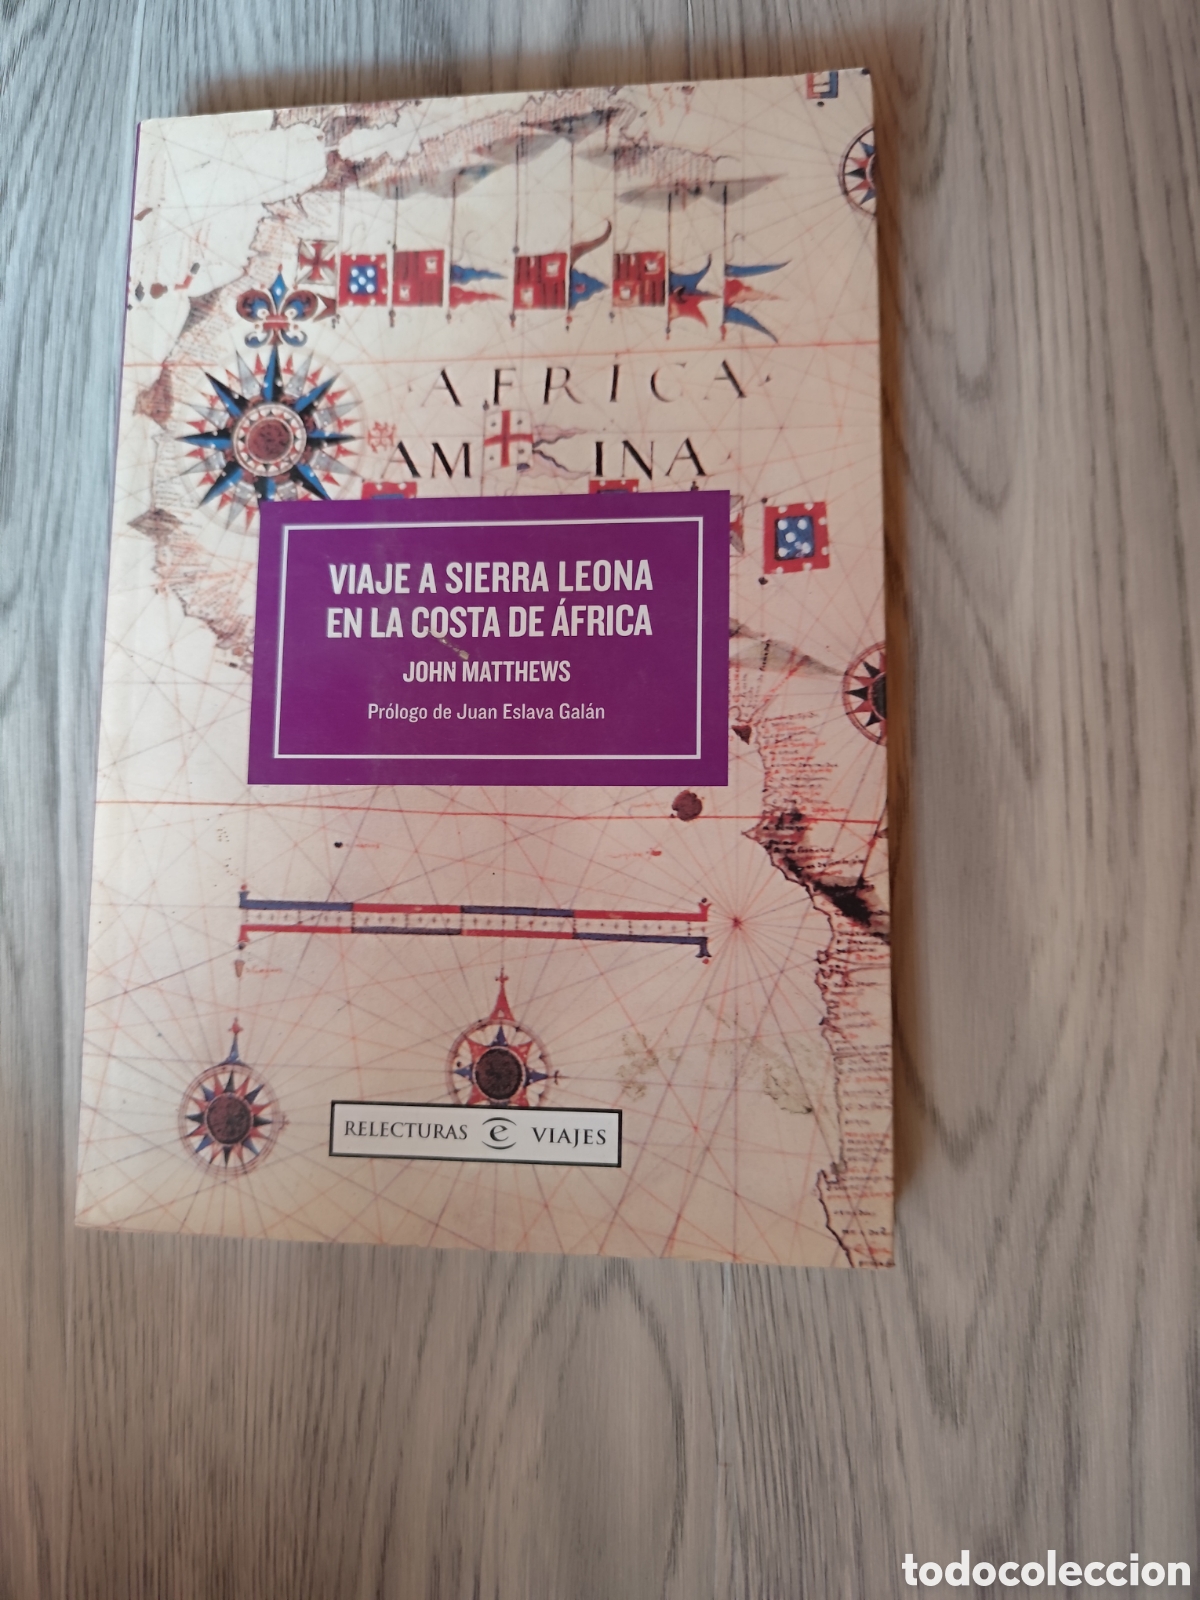 AFRICA
AM INA
VIAJE A SIERRA LEONA
EN LA COSTA DE ÁFRICA
JOHN MATTHEWS
Prólogo de Juan Eslava Galán
RELECTURAS e VIAJES
todocoleccion